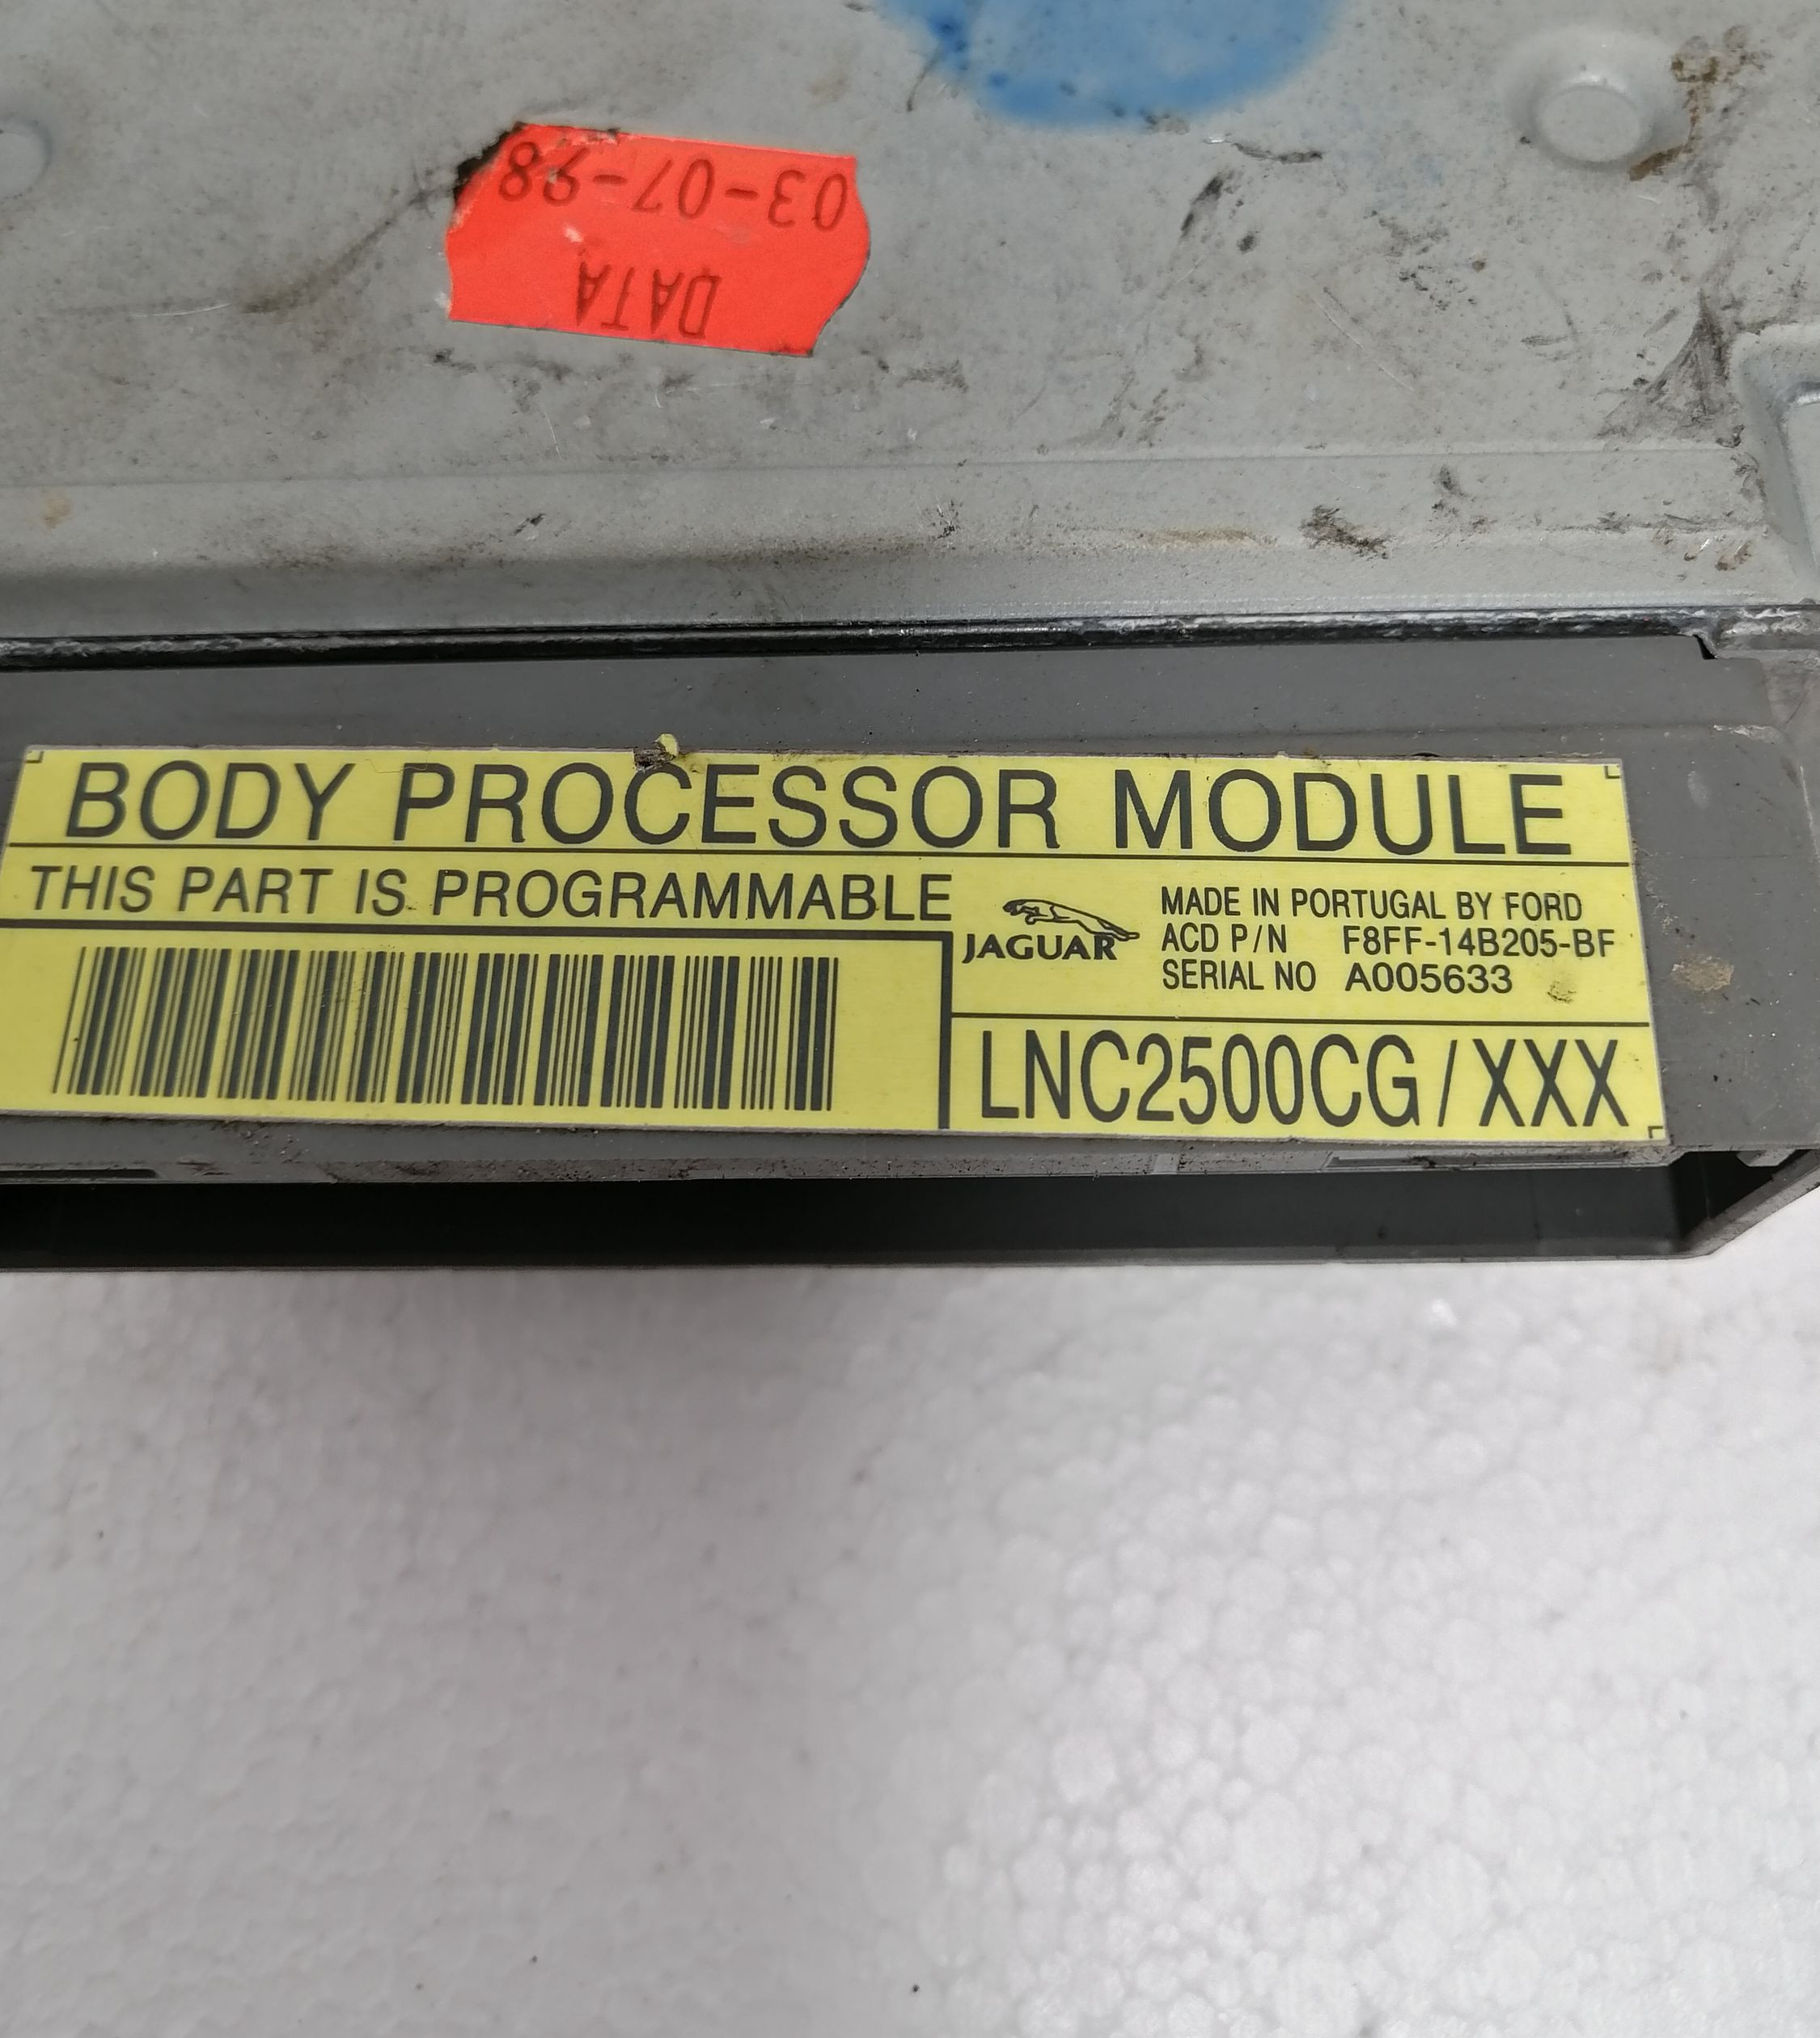 DATA
03-07-98
BODY PROCESSOR MODULE
THIS PART IS PROGRAMMABLE
JAGUAR
MADE IN PORTUGAL BY FORD
ACD P/N F8FF-14B205-BF
SERIAL NO A005633
LNC2500CG/XXX